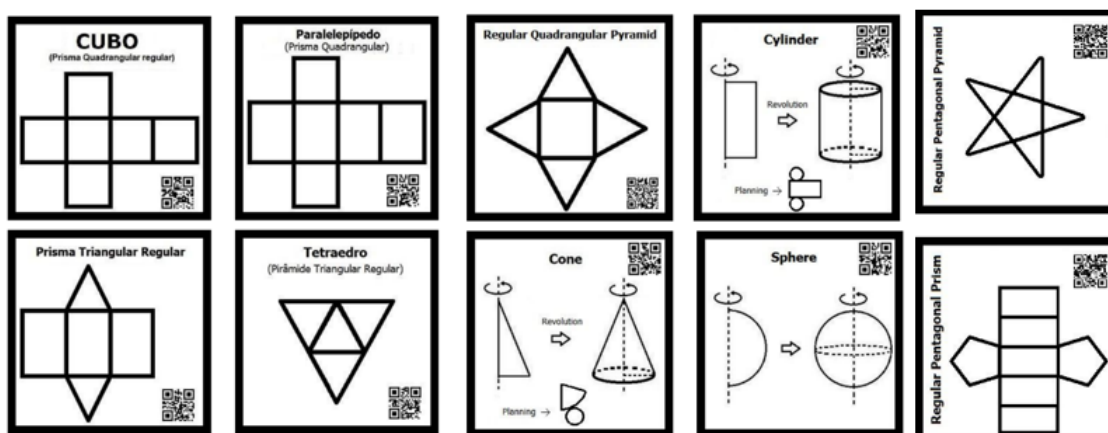 CUBO
(Prisma Quadrangular regular)
Paralelepípedo
(Prisma Quadrangular)
Regular Quadrangular Pyramid
Cylinder
Revolution
Planning →
Regular Pentagonal Pyramid
Prisma Triangular Regular
Tetraedro
(Pirâmide Triangular Regular)
Cone
Revolution
Planning →
Sphere
Regular Pentagonal Prism